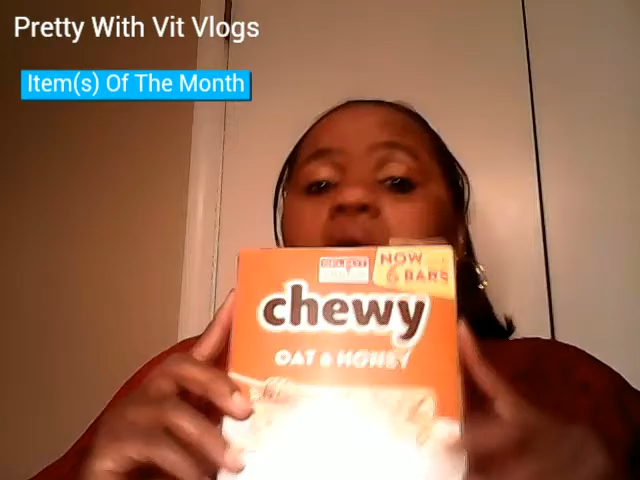 Pretty With Vit Vlogs
Item(s) Of The Month
NOW
6 BARS
chewy
OAT & HONEY